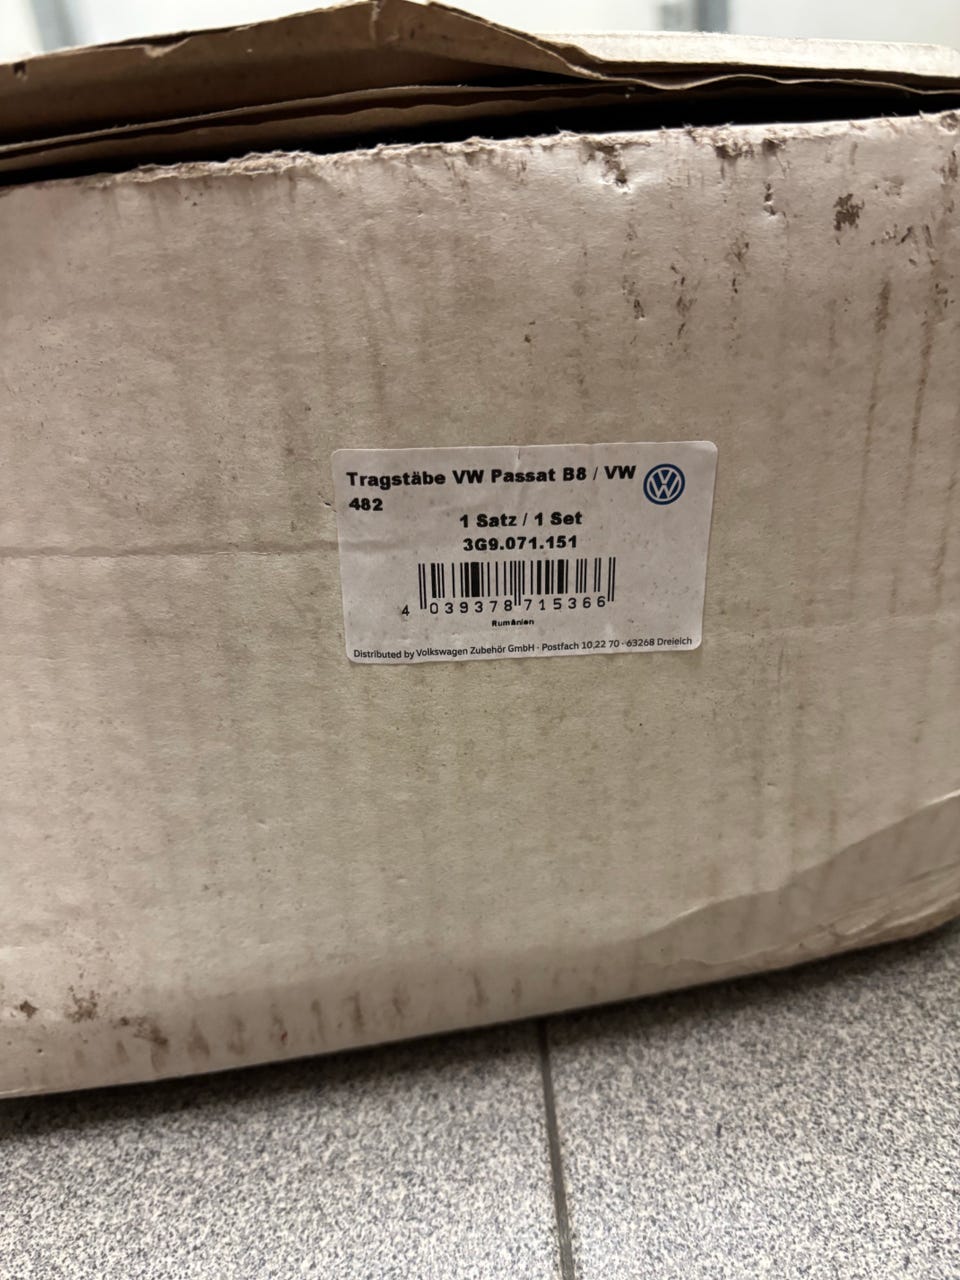 Tragstäbe VW Passat B8 / VW
482
1 Satz / 1 Set
3G9.071.151
4 039378 715366
Rumänien
Distributed by Volkswagen Zubehör GmbH · Postfach 10 22 70 · 63268 Dreieich